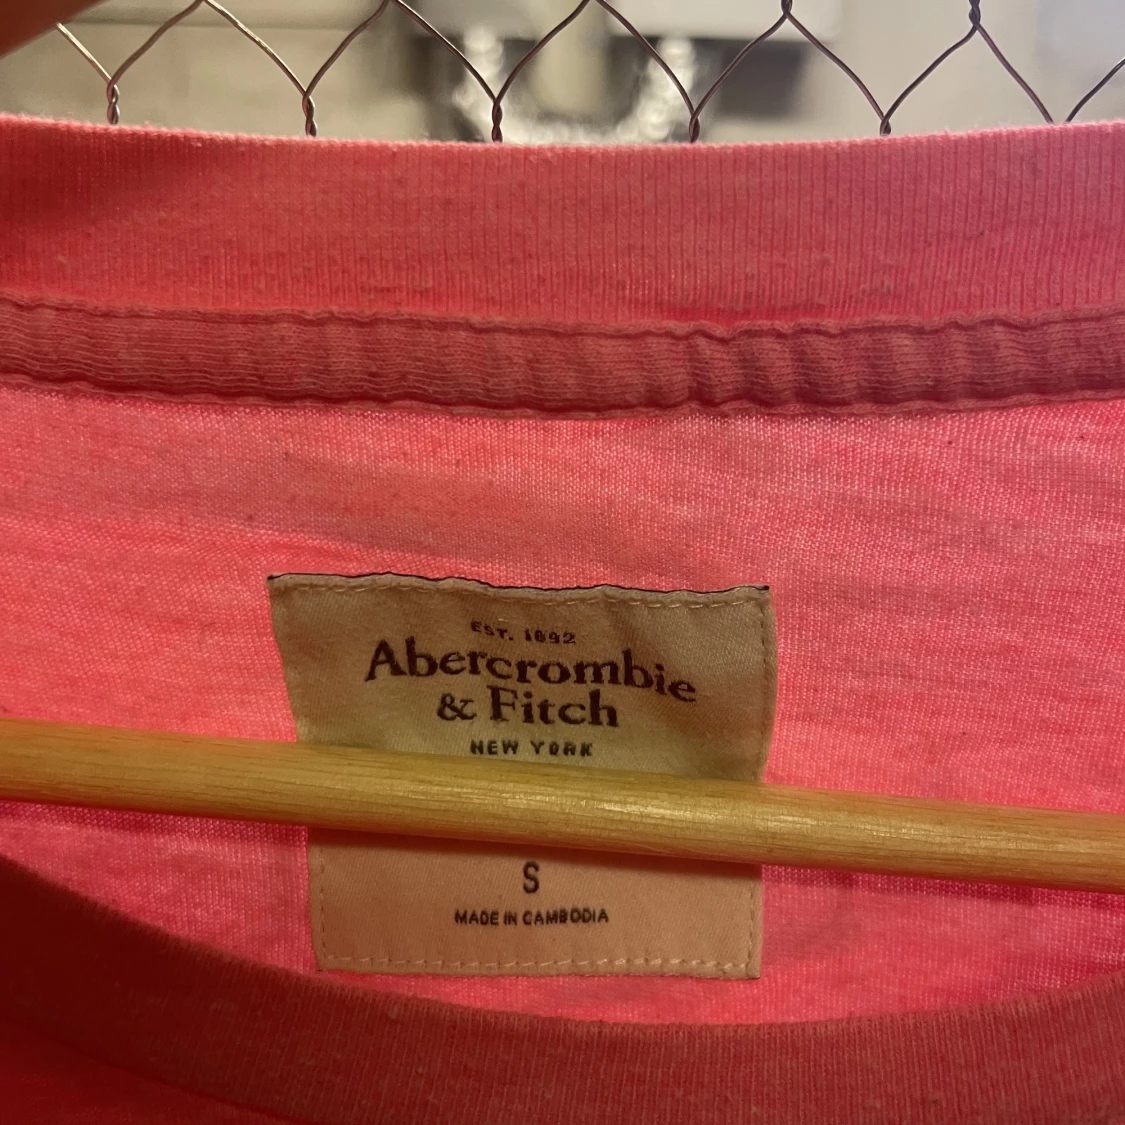 EST. 1892
Abercrombie
& Fitch
NEW YORK
S
MADE IN CAMBODIA